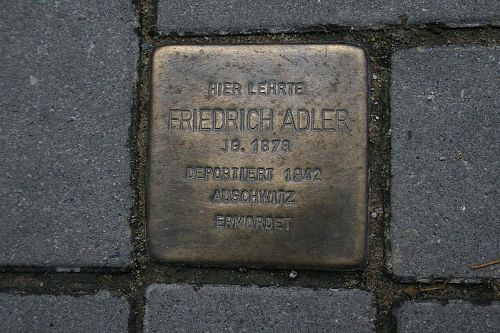 HIER LEHRTE
FRIEDRICH ADLER
JG. 1878
DEPORTIERT 1942
AUSCHWITZ
ERMORDET